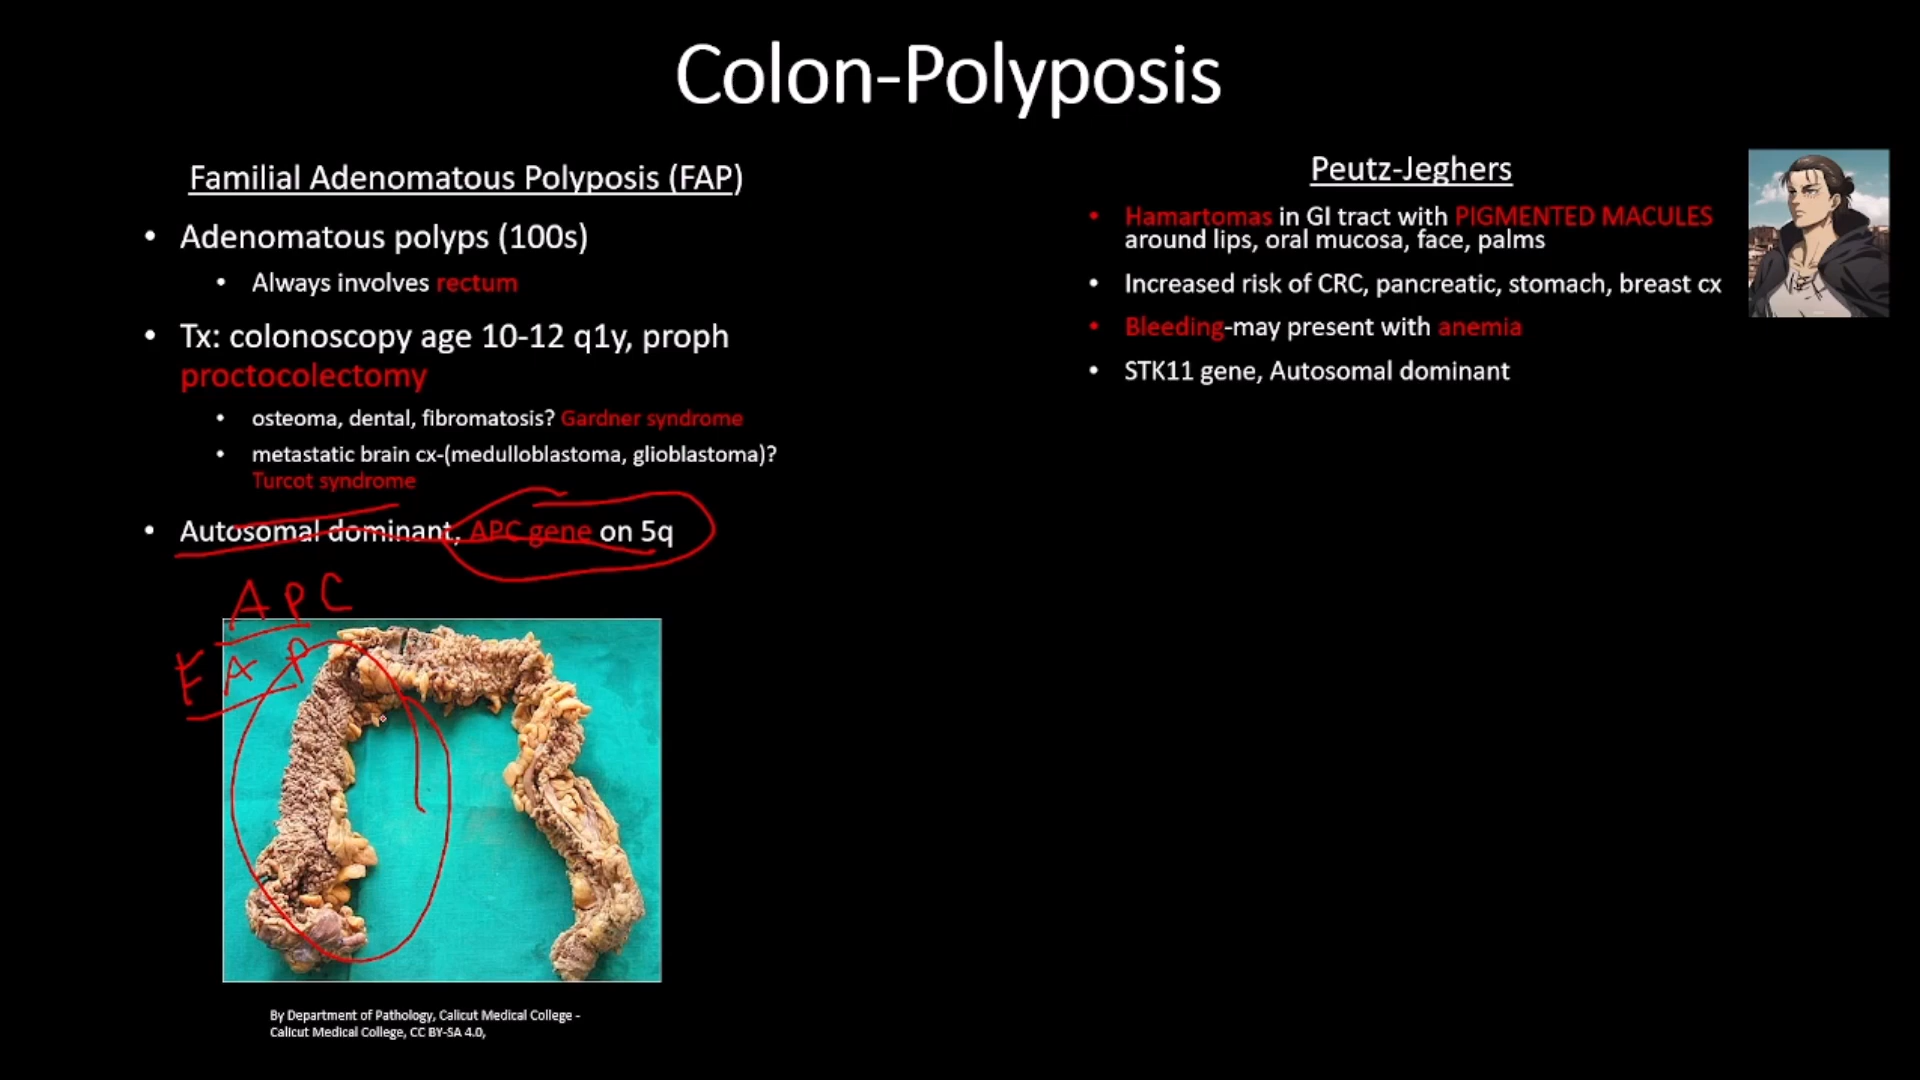 Colon-Polyposis
Familial Adenomatous Polyposis (FAP)
• Adenomatous polyps (100s)
• Always involves rectum
• Tx: colonoscopy age 10-12 q1y, proph
proctocolectomy
• osteoma, dental, fibromatosis? Gardner syndrome
• metastatic brain cx-(medulloblastoma, glioblastoma)?
Turcot syndrome
• Autosomal dominant, APC gene on 5q
APC
FAP
By Department of Pathology, Calicut Medical College -
Calicut Medical College, CC BY-SA 4.0,
Peutz-Jeghers
• Hamartomas in GI tract with PIGMENTED MACULES
around lips, oral mucosa, face, palms
• Increased risk of CRC, pancreatic, stomach, breast cx
• Bleeding-may present with anemia
• STK11 gene, Autosomal dominant